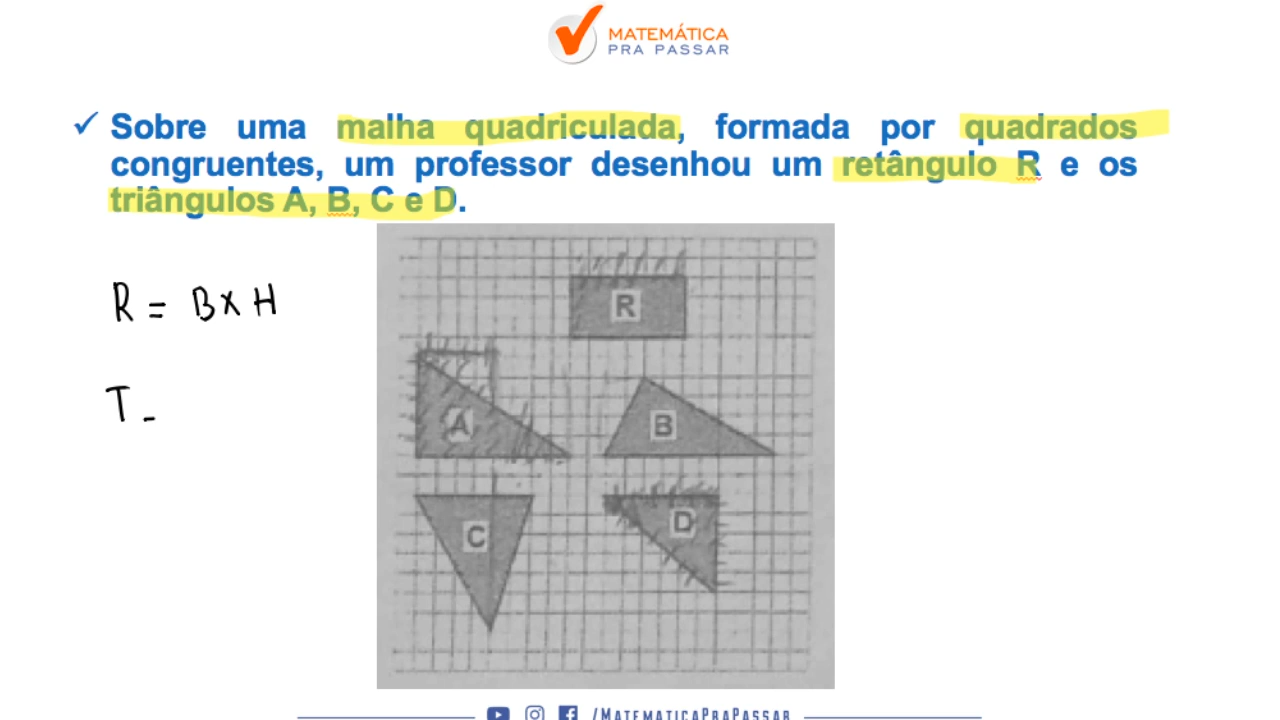 MATEMÁTICA
PRA PASSAR
✓ Sobre uma malha quadriculada, formada por quadrados
congruentes, um professor desenhou um retângulo R e os
triângulos A, B, C e D.
R = B x H
T -
R
A
B
C
D
/MATEMATICAPRAPASSAR